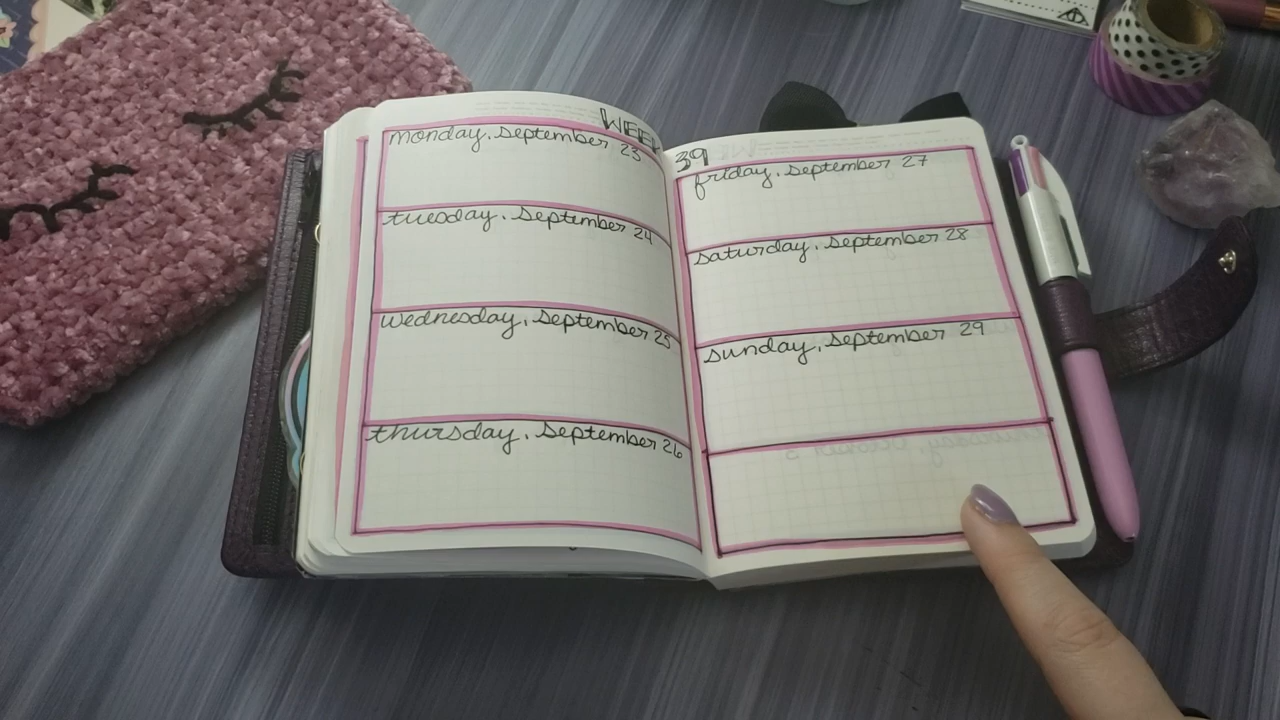 WEEK
monday, September 23
tuesday, September 24
wednesday, September 25
thursday, September 26
39
friday, September 27
saturday, September 28
sunday, September 29